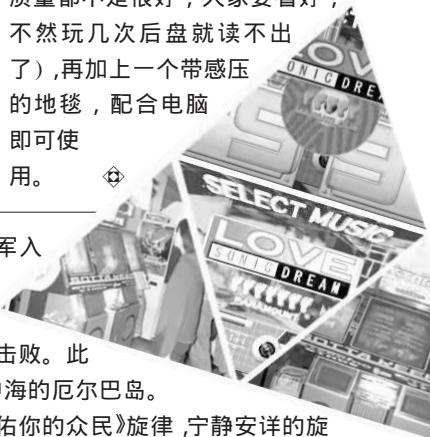 质量都不是很好，大家要看好，
不然玩几次后盘就读不出
了），再加上一个带感压
的地毯，配合电脑
即可使
用。
LOVE
SONIC DREAM
SELECT MUSIC
LOVE
SONIC DREAM
军入
击败。此
中海的厄尔巴岛。
佑你的众民》旋律，宁静安详的旋